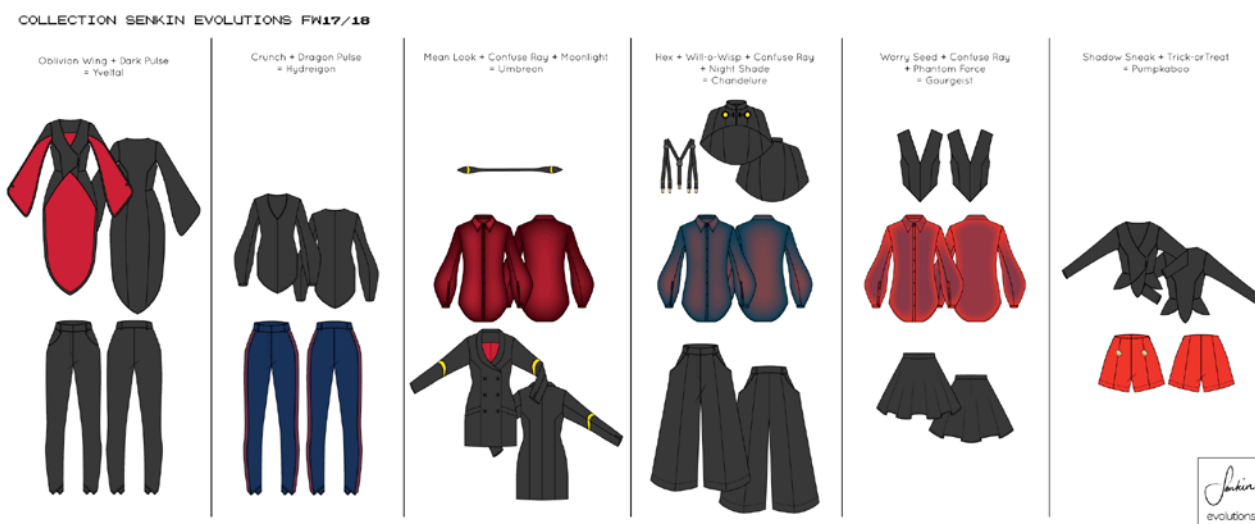 COLLECTION SENKIN EVOLUTIONS FW17/18
Oblivion Wing + Dark Pulse
= Yveltal
Crunch + Dragon Pulse
= Hydreigon
Mean Look + Confuse Ray + Moonlight
= Umbreon
Hex + Will-o-Wisp + Confuse Ray
+ Night Shade
= Chandelure
Worry Seed + Confuse Ray
+ Phantom Force
= Gourgeist
Shadow Sneak + Trick-orTreat
= Pumpkaboo
Senkin
evolutions